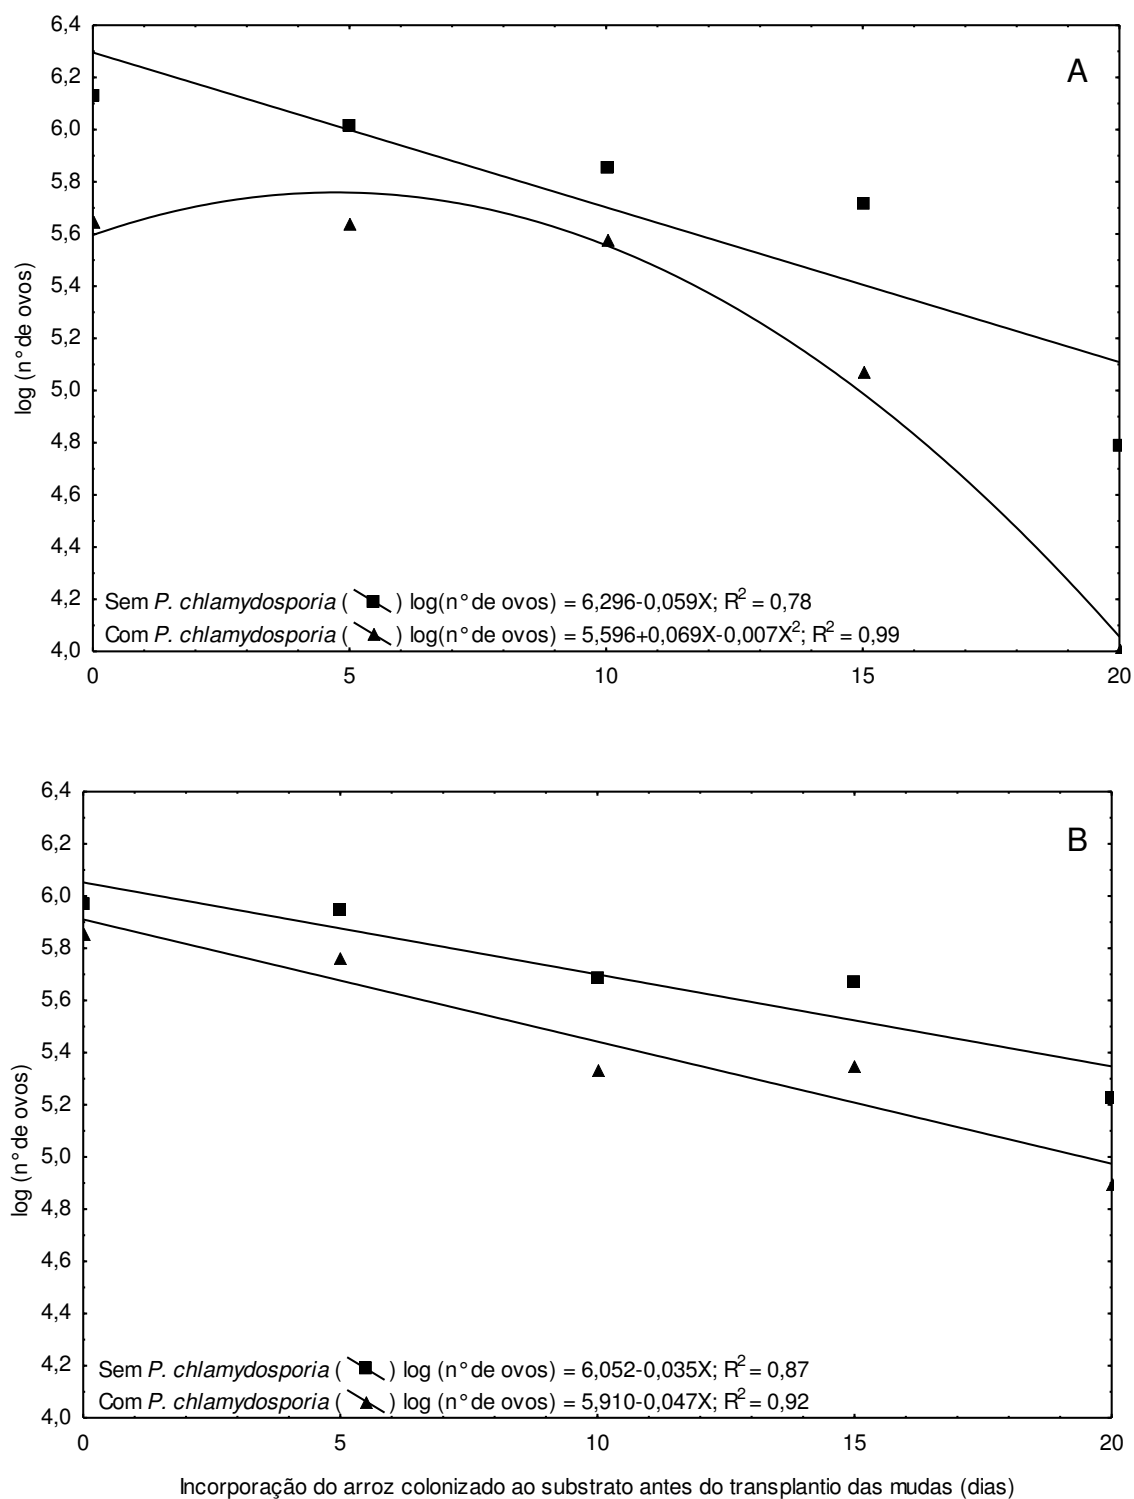 6,4
6,2
6,0
5,8
5,6
5,4
5,2
5,0
4,8
4,6
4,4
4,2
4,0
log (n° de ovos)
A
Sem P. chlamydosporia ( ) log(n° de ovos) = 6,296-0,059X; R² = 0,78
Com P. chlamydosporia ( ) log(n° de ovos) = 5,596+0,069X-0,007X²; R² = 0,99
0 5 10 15 20
6,4
6,2
6,0
5,8
5,6
5,4
5,2
5,0
4,8
4,6
4,4
4,2
4,0
log (n° de ovos)
B
Sem P. chlamydosporia ( ) log (n° de ovos) = 6,052-0,035X; R² = 0,87
Com P. chlamydosporia ( ) log (n° de ovos) = 5,910-0,047X; R² = 0,92
0 5 10 15 20
Incorporação do arroz colonizado ao substrato antes do transplantio das mudas (dias)